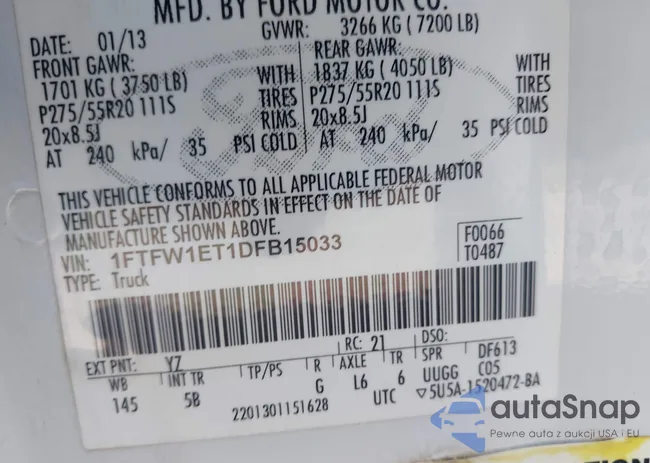 MFD. BY FORD MOTOR CO.
DATE: 01/13 GVWR: 3266 KG ( 7200 LB)
FRONT GAWR: REAR GAWR:
1701 KG ( 3750 LB) WITH 1837 KG ( 4050 LB) WITH
P275/55R20 111S TIRES P275/55R20 111S TIRES
20x8.5J RIMS 20x8.5J RIMS
AT 240 kPa/ 35 PSI COLD AT 240 kPa/ 35 PSI COLD
THIS VEHICLE CONFORMS TO ALL APPLICABLE FEDERAL MOTOR
VEHICLE SAFETY STANDARDS IN EFFECT ON THE DATE OF
MANUFACTURE SHOWN ABOVE.
VIN: 1FTFW1ET1DFB15033 F0066
TYPE: Truck T0487
EXT PNT: YZ RC: 21 DSO:
WB INT TR TP/PS R AXLE TR SPR DF613
145 5B G L6 6 UUGG C05
2201301151628 UTC ▽5U5A-1520472-BA
Ford
autaSnap
Pewne auta z aukcji USA i EU